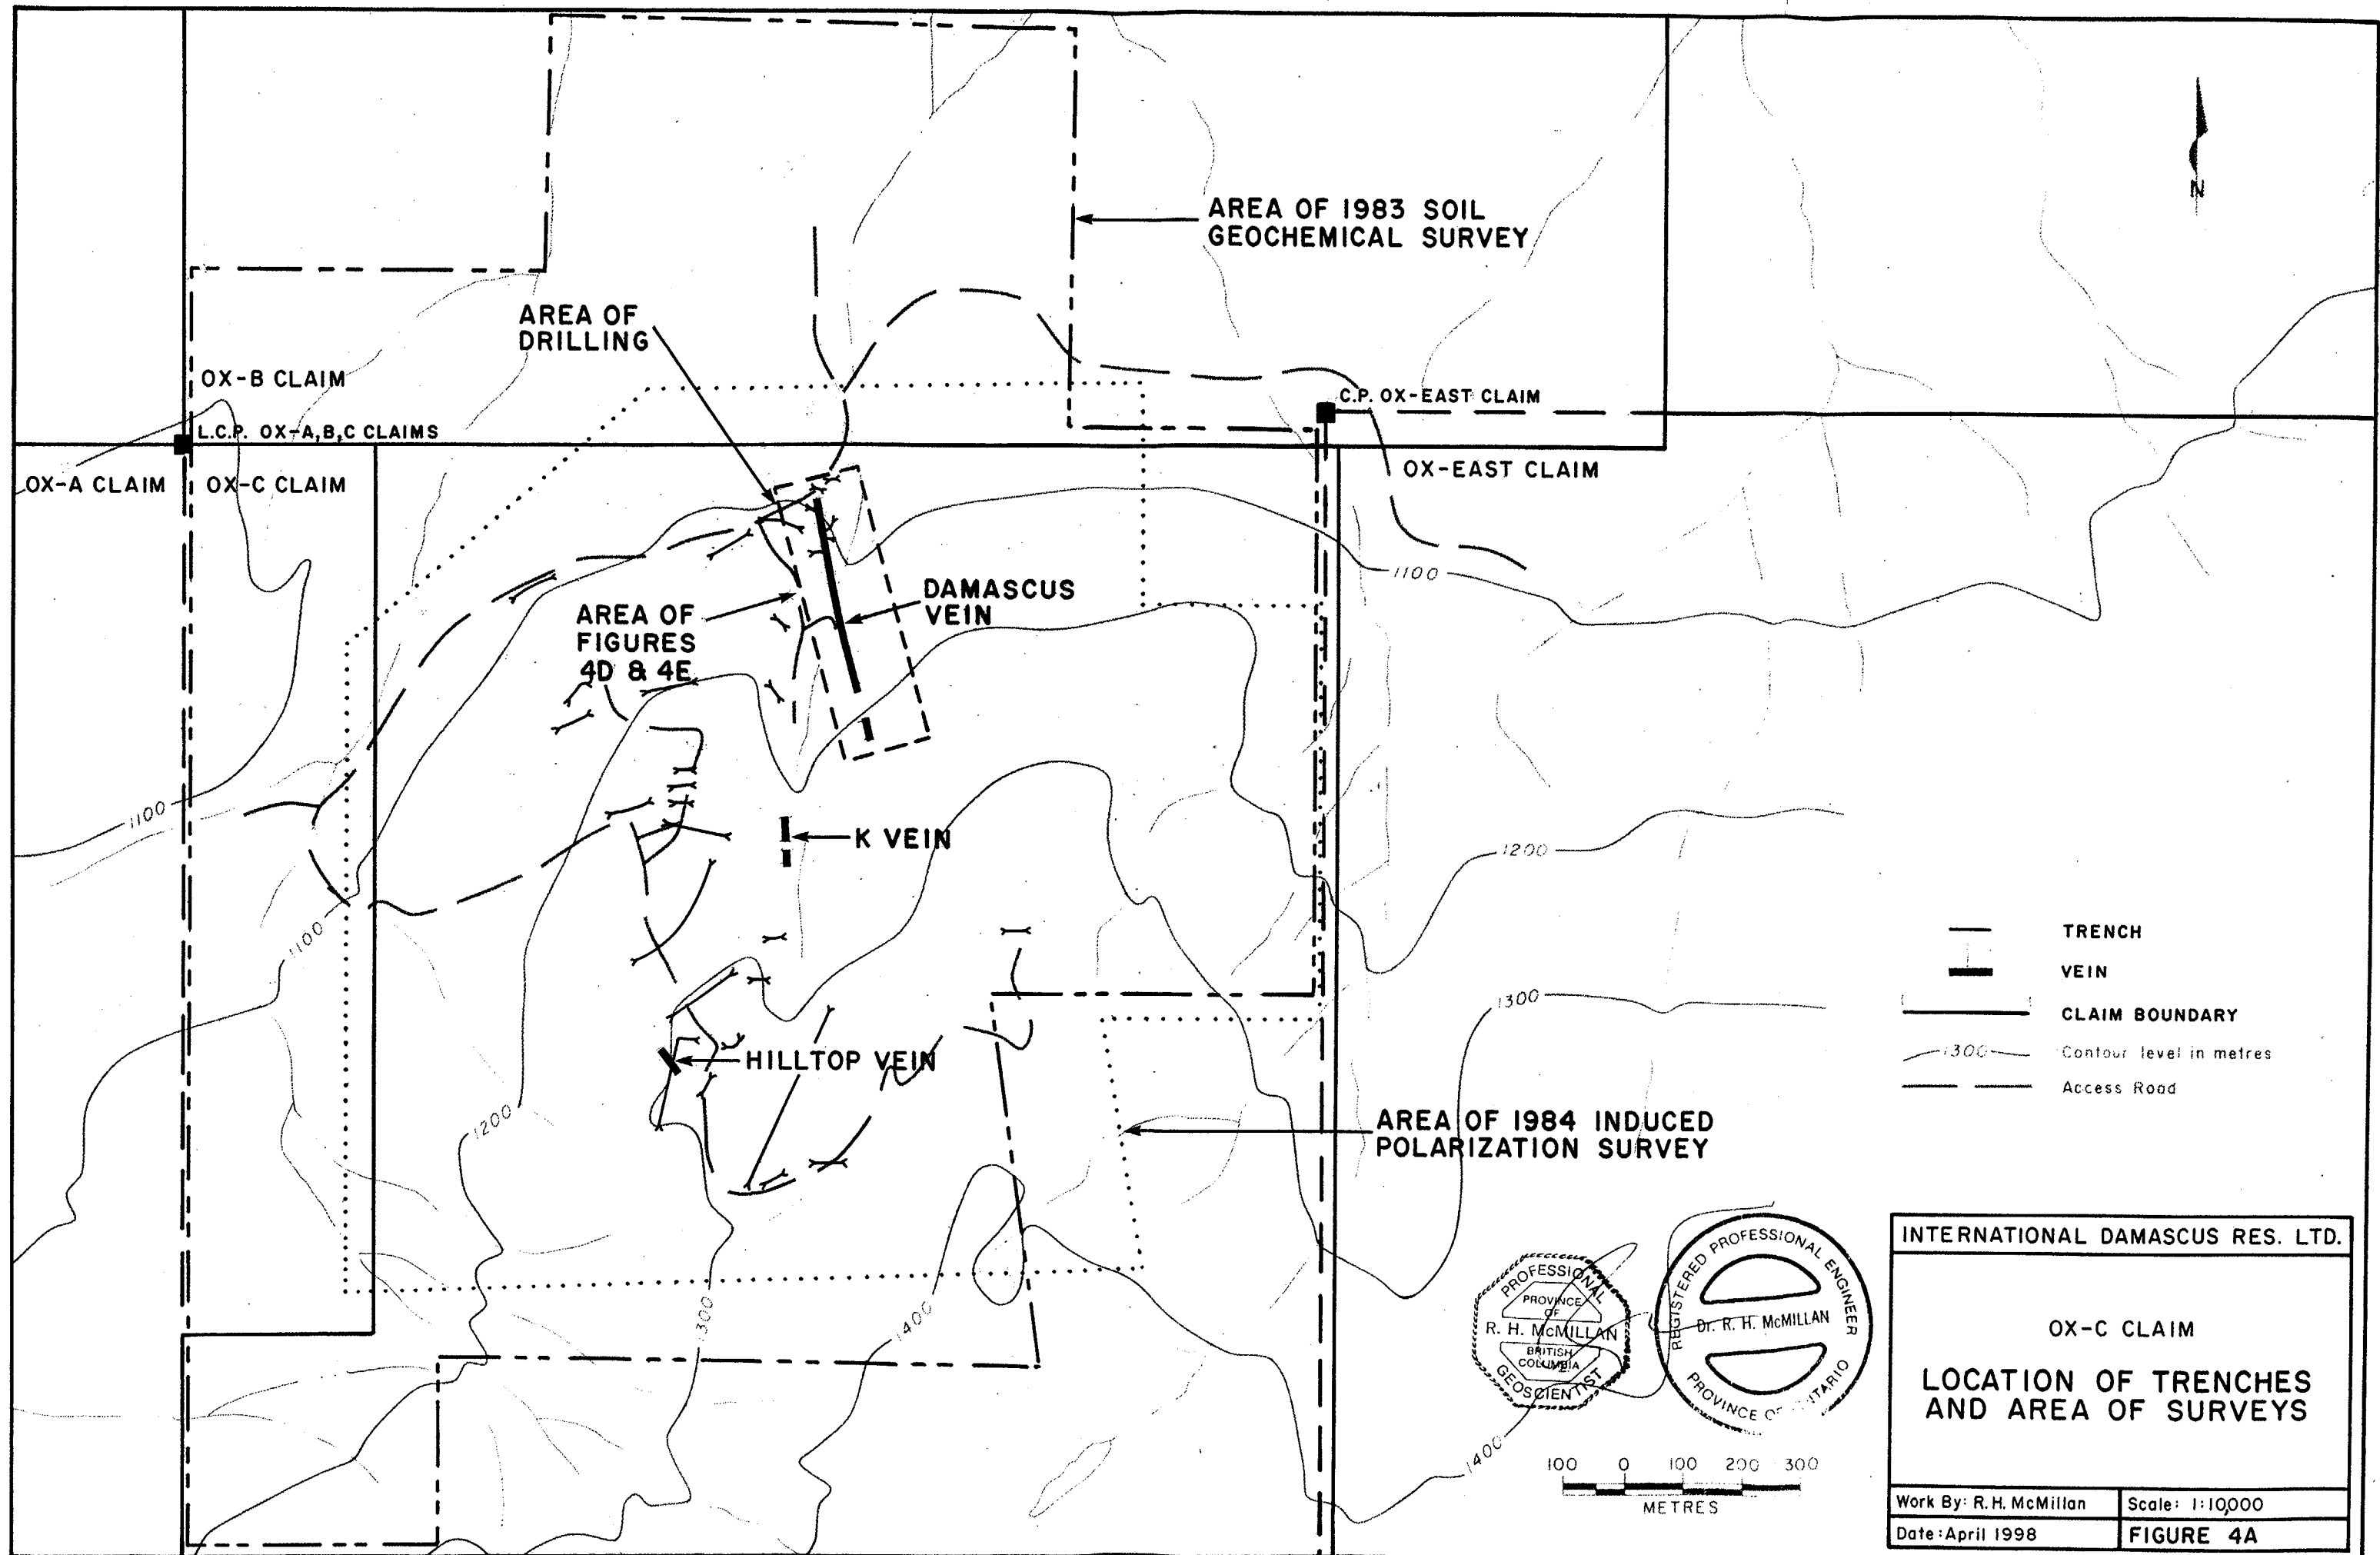 AREA OF 1983 SOIL
GEOCHEMICAL SURVEY
N
AREA OF
DRILLING
OX-B CLAIM
C.P. OX-EAST CLAIM
L.C.P. OX-A,B,C CLAIMS
OX-A CLAIM
OX-C CLAIM
OX-EAST CLAIM
1100
DAMASCUS
VEIN
AREA OF
FIGURES
4D & 4E
1100
K VEIN
1200
1100
1300
HILLTOP VEIN
1200
AREA OF 1984 INDUCED
POLARIZATION SURVEY
1300
1400
1400
TRENCH
VEIN
CLAIM BOUNDARY
1300
Contour level in metres
Access Road
PROFESSIONAL
PROVINCE
OF
R. H. McMILLAN
BRITISH
COLUMBIA
GEOSCIENTIST
REGISTERED PROFESSIONAL ENGINEER
Dr. R. H. McMILLAN
PROVINCE OF ONTARIO
100 0 100 200 300
METRES
INTERNATIONAL DAMASCUS RES. LTD.
OX-C CLAIM
LOCATION OF TRENCHES
AND AREA OF SURVEYS
Work By: R.H. McMillan
Scale: 1:10,000
Date: April 1998
FIGURE 4A